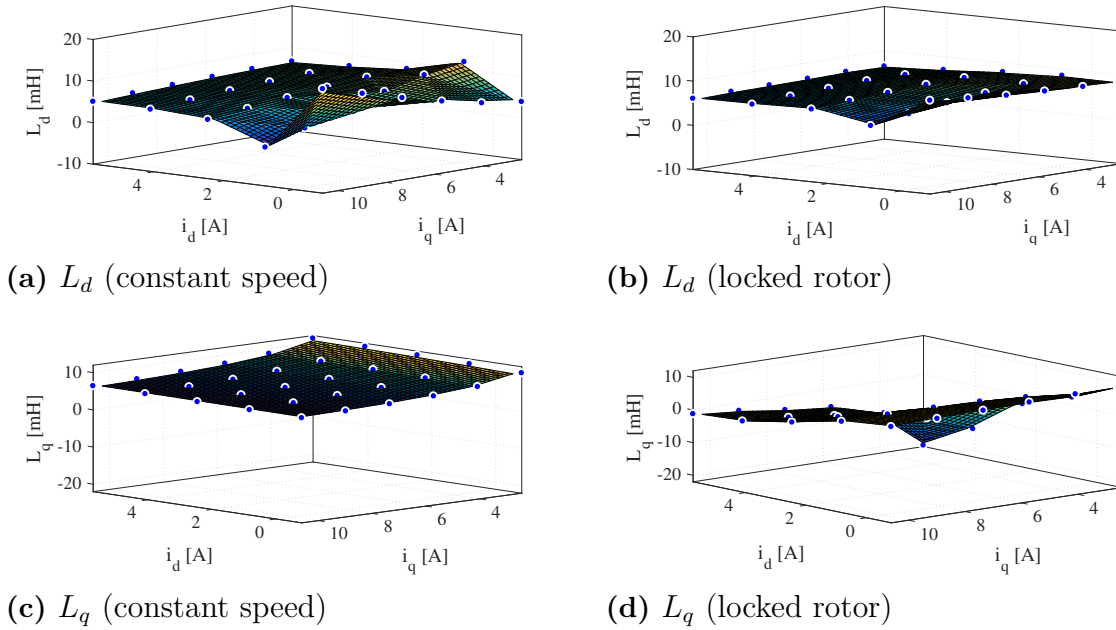 20
10
0
-10
L_d [mH]
4
2
0
i_d [A]
10
8
6
4
i_q [A]
(a) L_d (constant speed)
20
10
0
-10
L_d [mH]
4
2
0
i_d [A]
10
8
6
4
i_q [A]
(b) L_d (locked rotor)
10
0
-10
-20
L_q [mH]
4
2
0
i_d [A]
10
8
6
4
i_q [A]
(c) L_q (constant speed)
10
0
-10
-20
L_q [mH]
4
2
0
i_d [A]
10
8
6
4
i_q [A]
(d) L_q (locked rotor)